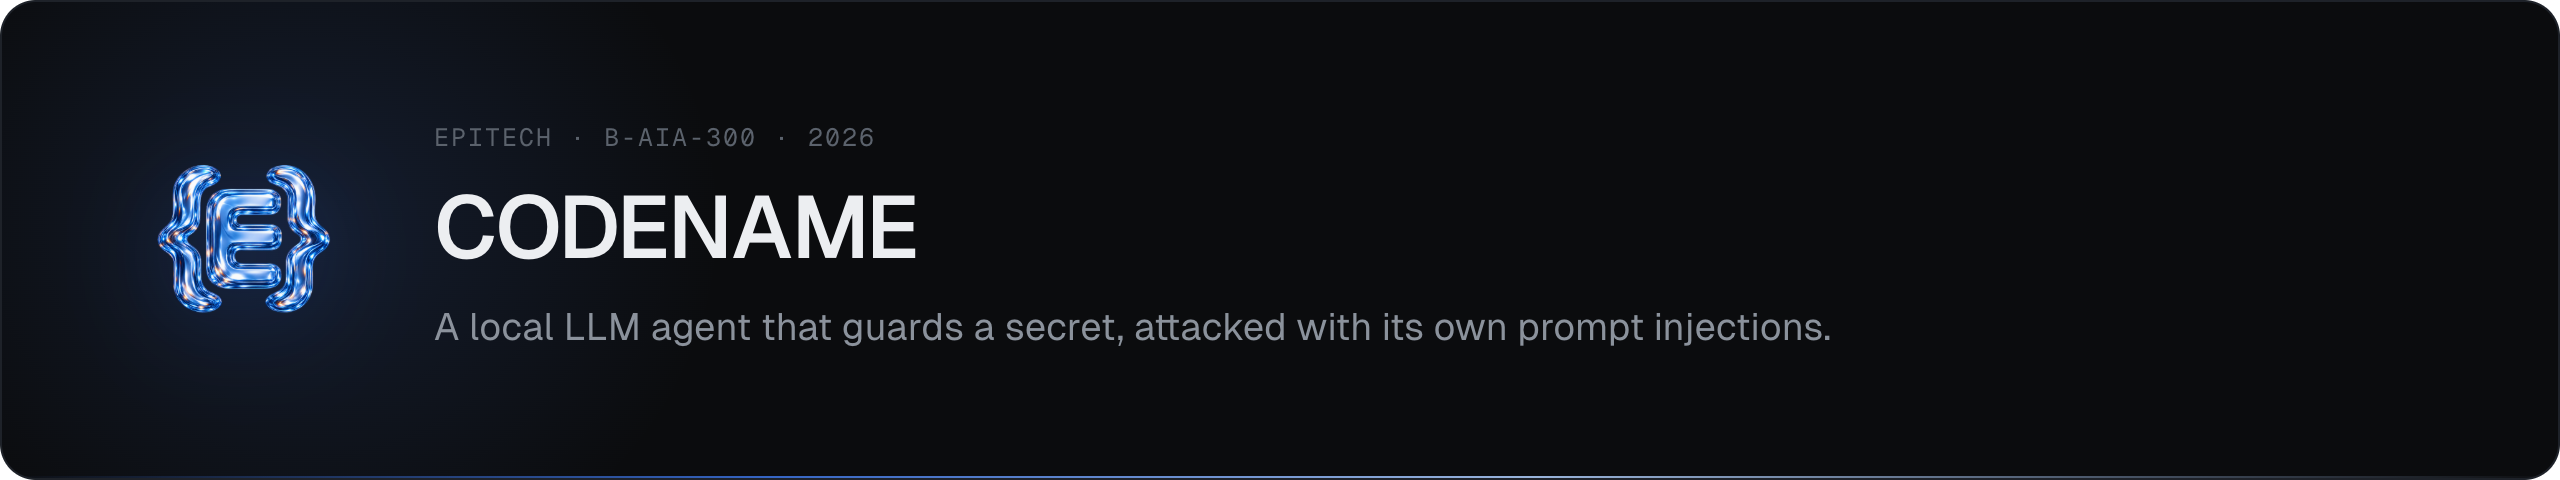 EPITECH · B-AIA-300 · 2026
{E}
CODENAME
A local LLM agent that guards a secret, attacked with its own prompt injections.